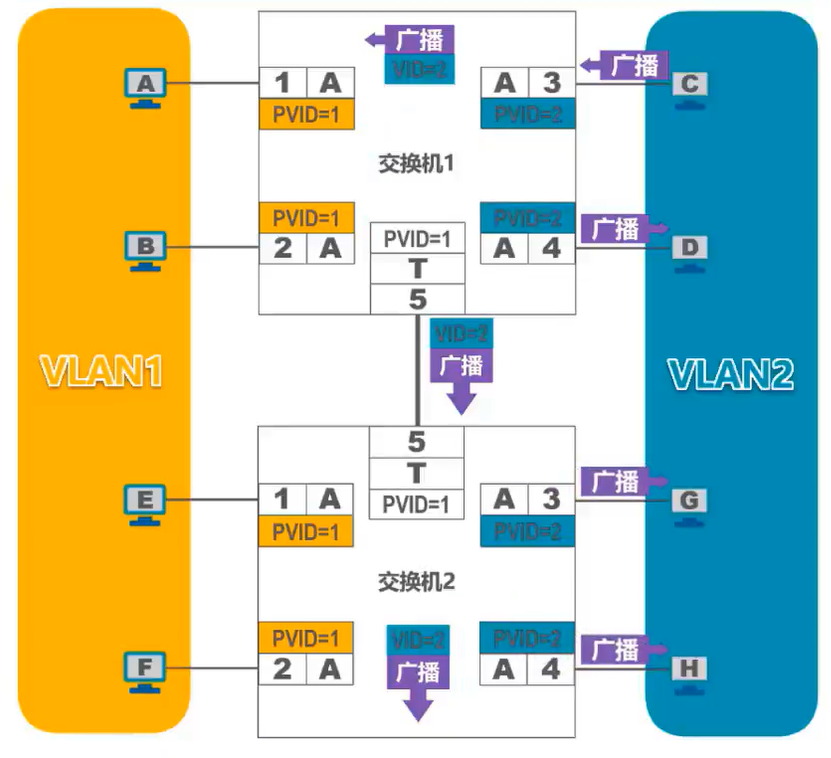 广播
VID=2
广播
A
1 A
A 3
C
PVID=1
PVID=2
交换机1
PVID=1
PVID=2
广播
B
2 A
PVID=1
A 4
D
T
5
VID=2
广播
VLAN1
VLAN2
5
T
PVID=1
广播
E
1 A
A 3
G
PVID=1
PVID=2
交换机2
PVID=1
VID=2
PVID=2
广播
F
2 A
广播
A 4
H